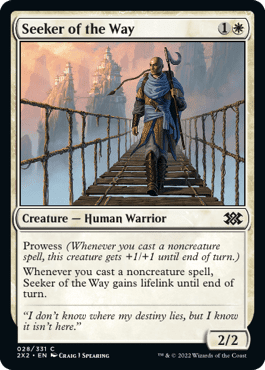 Seeker of the Way 1
Creature — Human Warrior
Prowess (Whenever you cast a noncreature
spell, this creature gets +1/+1 until end of turn.)
Whenever you cast a noncreature spell,
Seeker of the Way gains lifelink until end of
turn.
"I don't know where my destiny lies, but I know
it isn't here."
2/2
028/331 C
2X2 • EN Craig J Spearing
™ & © 2022 Wizards of the Coast